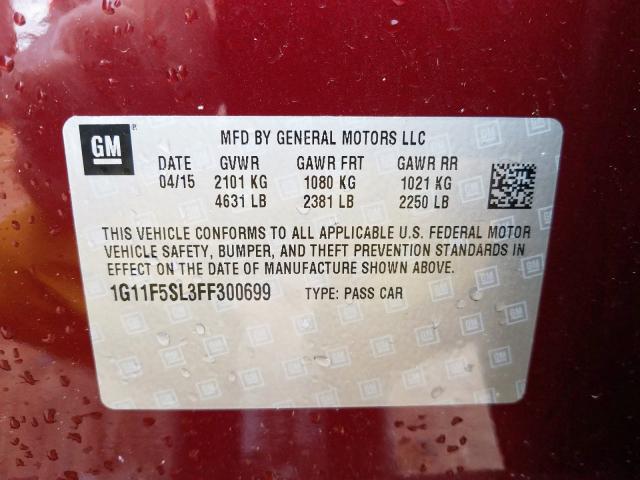 GM
MFD BY GENERAL MOTORS LLC
DATE GVWR GAWR FRT GAWR RR
04/15 2101 KG 1080 KG 1021 KG
4631 LB 2381 LB 2250 LB
THIS VEHICLE CONFORMS TO ALL APPLICABLE U.S. FEDERAL MOTOR
VEHICLE SAFETY, BUMPER, AND THEFT PREVENTION STANDARDS IN
EFFECT ON THE DATE OF MANUFACTURE SHOWN ABOVE.
1G11F5SL3FF300699 TYPE: PASS CAR